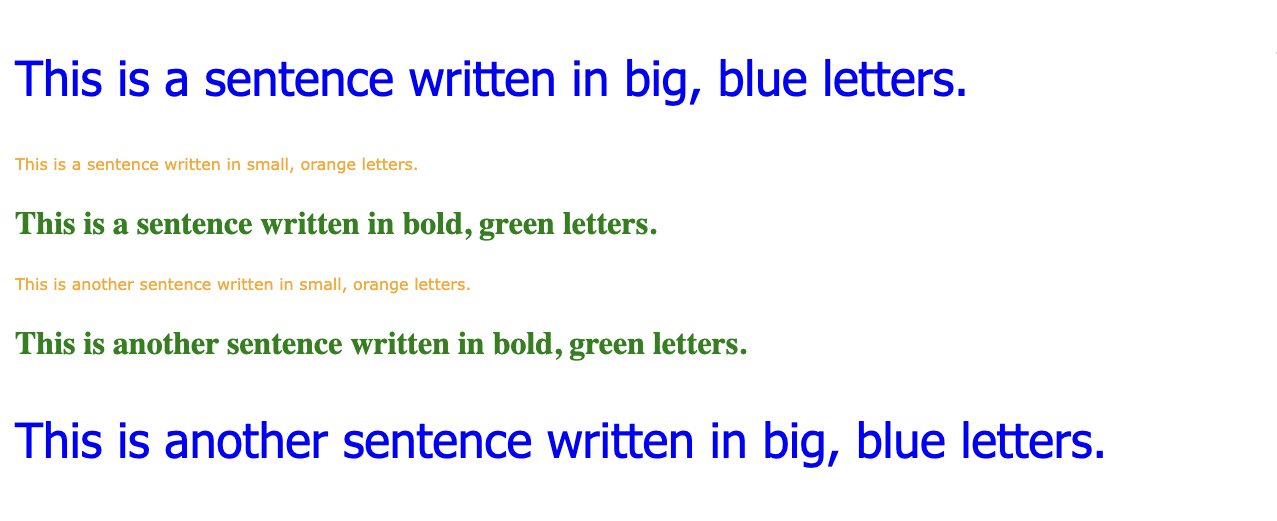 This is a sentence written in big, blue letters.
This is a sentence written in small, orange letters.
This is a sentence written in bold, green letters.
This is another sentence written in small, orange letters.
This is another sentence written in bold, green letters.
This is another sentence written in big, blue letters.